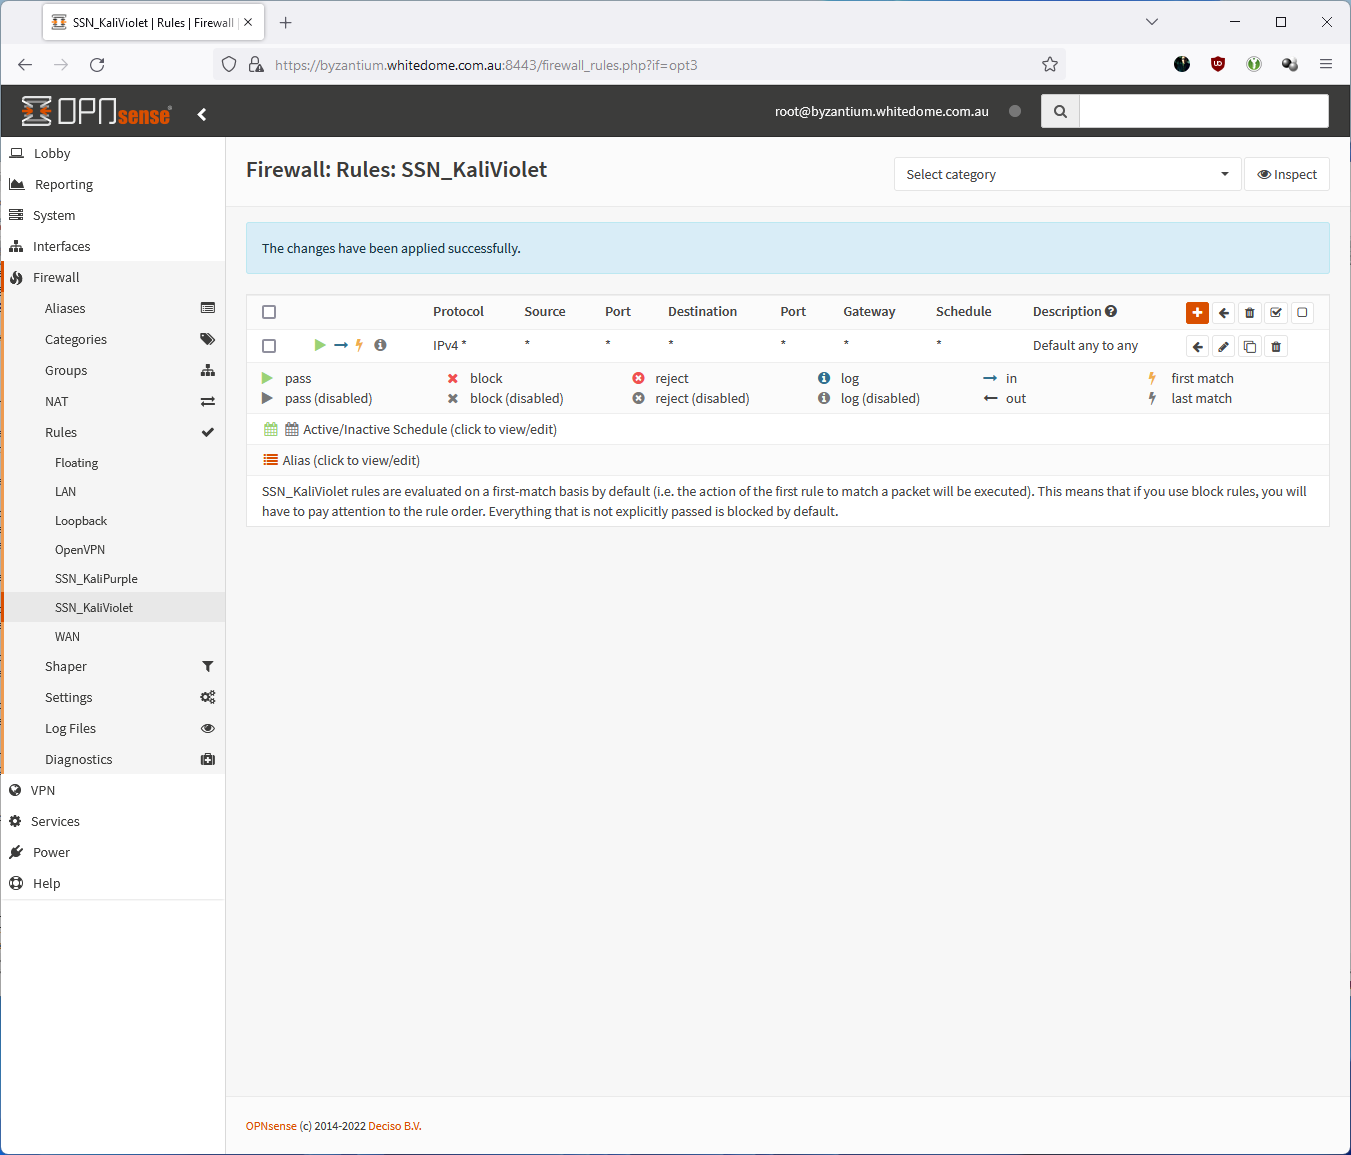 SSN_KaliViolet | Rules | Firewall |
https://byzantium.whitedome.com.au:8443/firewall_rules.php?if=opt3
OPNsense
root@byzantium.whitedome.com.au
Lobby
Reporting
System
Interfaces
Firewall
Aliases
Categories
Groups
NAT
Rules
Floating
LAN
Loopback
OpenVPN
SSN_KaliPurple
SSN_KaliViolet
WAN
Shaper
Settings
Log Files
Diagnostics
VPN
Services
Power
Help
Firewall: Rules: SSN_KaliViolet
Select category
Inspect
The changes have been applied successfully.
Protocol Source Port Destination Port Gateway Schedule Description
IPv4 * * * * * * * Default any to any
pass block reject log in first match
pass (disabled) block (disabled) reject (disabled) log (disabled) out last match
Active/Inactive Schedule (click to view/edit)
Alias (click to view/edit)
SSN_KaliViolet rules are evaluated on a first-match basis by default (i.e. the action of the first rule to match a packet will be executed). This means that if you use block rules, you will
have to pay attention to the rule order. Everything that is not explicitly passed is blocked by default.
OPNsense (c) 2014-2022 Deciso B.V.